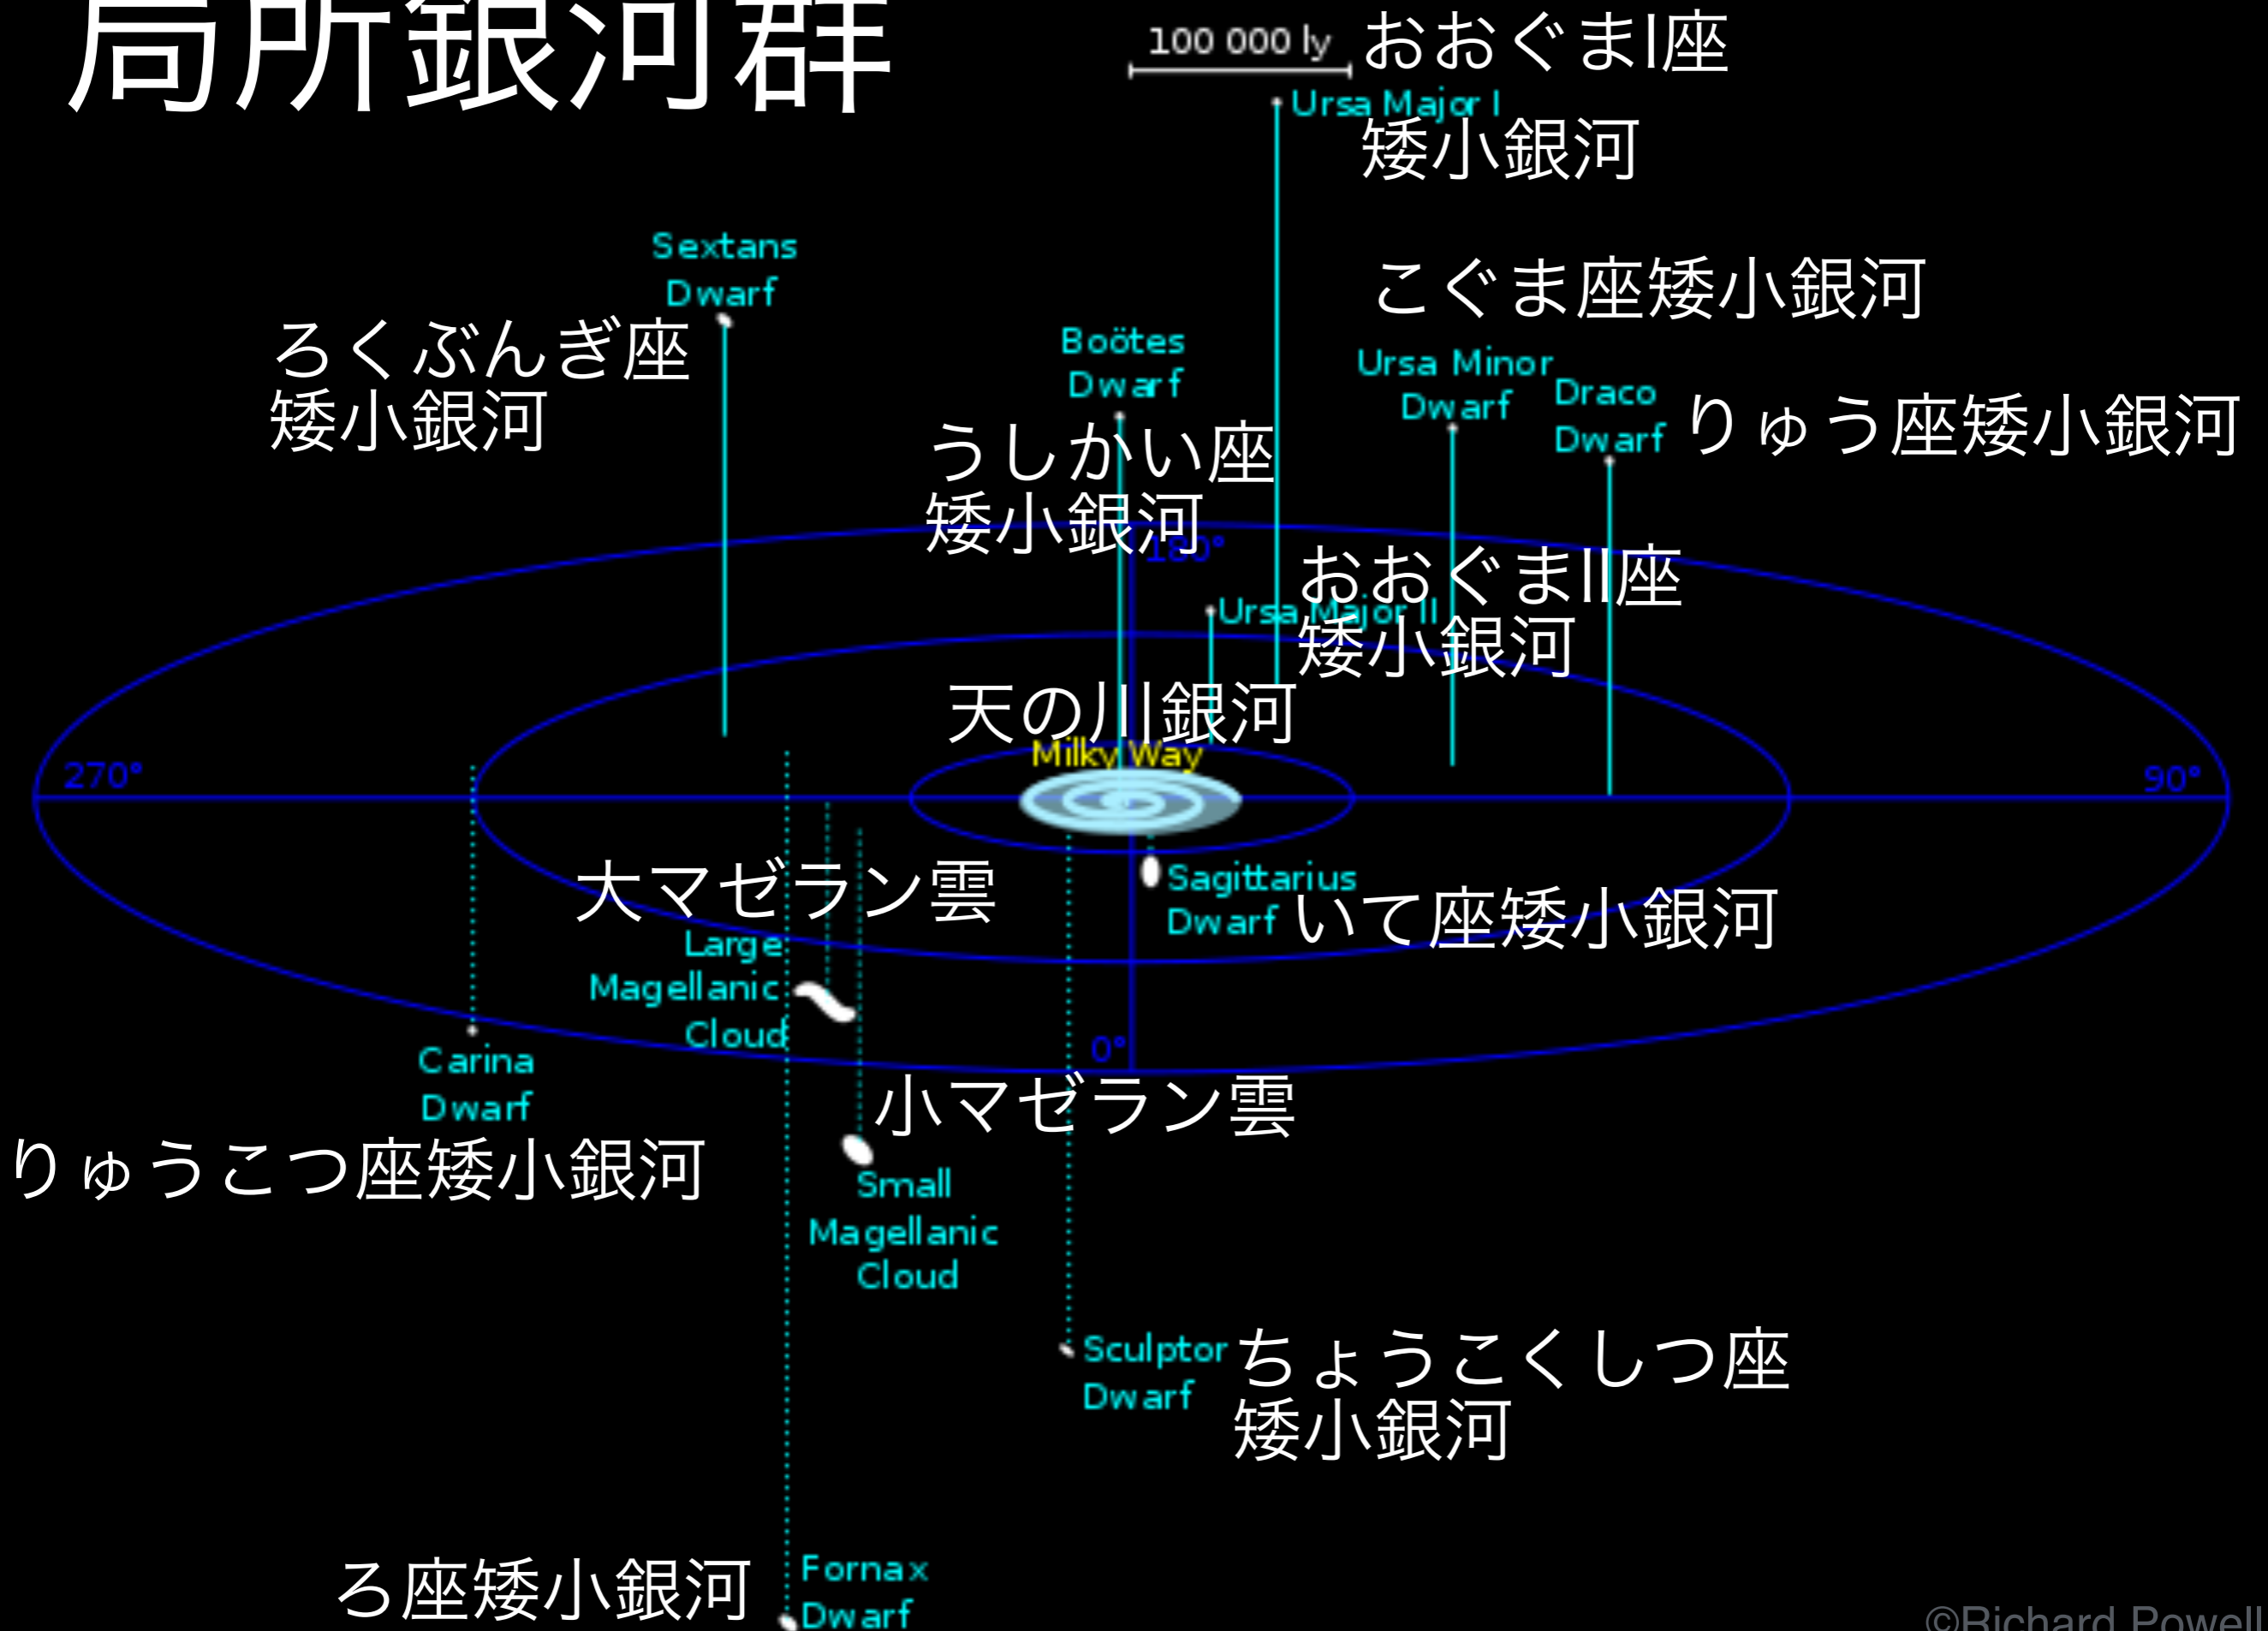 局所銀河群
100 000 ly
おおぐまI座
Ursa Major I
矮小銀河
Sextans
Dwarf
ろくぶんぎ座
矮小銀河
こぐま座矮小銀河
Boötes
Dwarf
Ursa Minor
Dwarf
Draco
Dwarf
りゅう座矮小銀河
うしかい座
矮小銀河
180°
おおぐまII座
Ursa Major II
矮小銀河
天の川銀河
Milky Way
270°
90°
大マゼラン雲
Large
Magellanic
Cloud
Sagittarius
Dwarf
いて座矮小銀河
0°
Carina
Dwarf
りゅうこつ座矮小銀河
小マゼラン雲
Small
Magellanic
Cloud
Sculptor
Dwarf
ちょうこくしつ座
矮小銀河
ろ座矮小銀河
Fornax
Dwarf
©Richard Powell